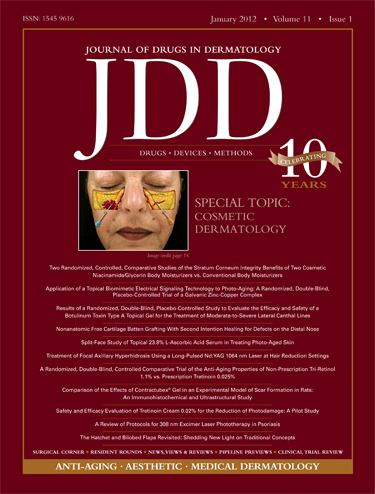 ISSN: 1545 9616
January 2012 • Volume 11 • Issue 1
JOURNAL OF DRUGS IN DERMATOLOGY
JDD
DRUGS • DEVICES • METHODS
CELEBRATING
10
YEARS
SPECIAL TOPIC:
COSMETIC
DERMATOLOGY
Image credit page 14
Two Randomized, Controlled, Comparative Studies of the Stratum Corneum Integrity Benefits of Two Cosmetic
Niacinamide/Glycerin Body Moisturizers vs. Conventional Body Moisturizers
Application of a Topical Biomimetic Electrical Signaling Technology to Photo-Aging: A Randomized, Double-Blind,
Placebo-Controlled Trial of a Galvanic Zinc-Copper Complex
Results of a Randomized, Double-Blind, Placebo-Controlled Study to Evaluate the Efficacy and Safety of a
Botulinum Toxin Type A Topical Gel for the Treatment of Moderate-to-Severe Lateral Canthal Lines
Nonanatomic Free Cartilage Batten Grafting With Second Intention Healing for Defects on the Distal Nose
Split-Face Study of Topical 23.8% L-Ascorbic Acid Serum in Treating Photo-Aged Skin
Treatment of Focal Axillary Hyperhidrosis Using a Long-Pulsed Nd:YAG 1064 nm Laser at Hair Reduction Settings
A Randomized, Double-Blind, Controlled Comparative Trial of the Anti-Aging Properties of Non-Prescription Tri-Retinol
1.1% vs. Prescription Tretinoin 0.025%
Comparison of the Effects of Contractubex® Gel in an Experimental Model of Scar Formation in Rats:
An Immunohistochemical and Ultrastructural Study
Safety and Efficacy Evaluation of Tretinoin Cream 0.02% for the Reduction of Photodamage: A Pilot Study
A Review of Protocols for 308 nm Excimer Laser Phototherapy in Psoriasis
The Hatchet and Bilobed Flaps Revisited: Shedding New Light on Traditional Concepts
SURGICAL CORNER • RESIDENT ROUNDS • NEWS, VIEWS & REVIEWS • PIPELINE PREVIEWS • CLINICAL TRIAL REVIEW
ANTI-AGING • AESTHETIC • MEDICAL DERMATOLOGY